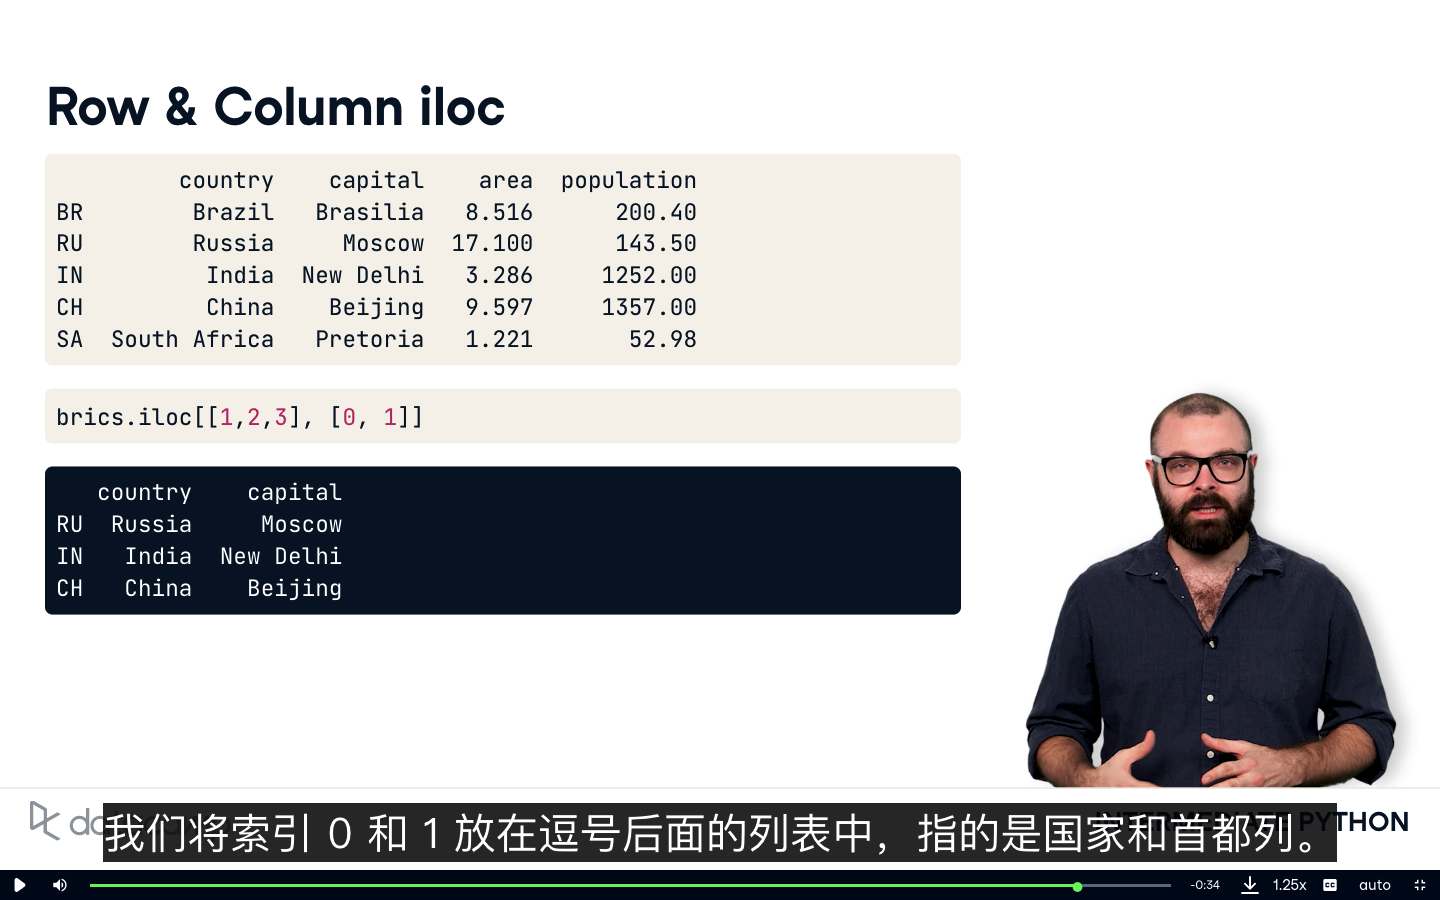 Row & Column iloc
country capital area population
BR Brazil Brasilia 8.516 200.40
RU Russia Moscow 17.100 143.50
IN India New Delhi 3.286 1252.00
CH China Beijing 9.597 1357.00
SA South Africa Pretoria 1.221 52.98
brics.iloc[[1,2,3], [0, 1]]
country capital
RU Russia Moscow
IN India New Delhi
CH China Beijing
我们将索引 0 和 1 放在逗号后面的列表中，指的是国家和首都列。
PYTHON
-0:34 1.25x CC auto